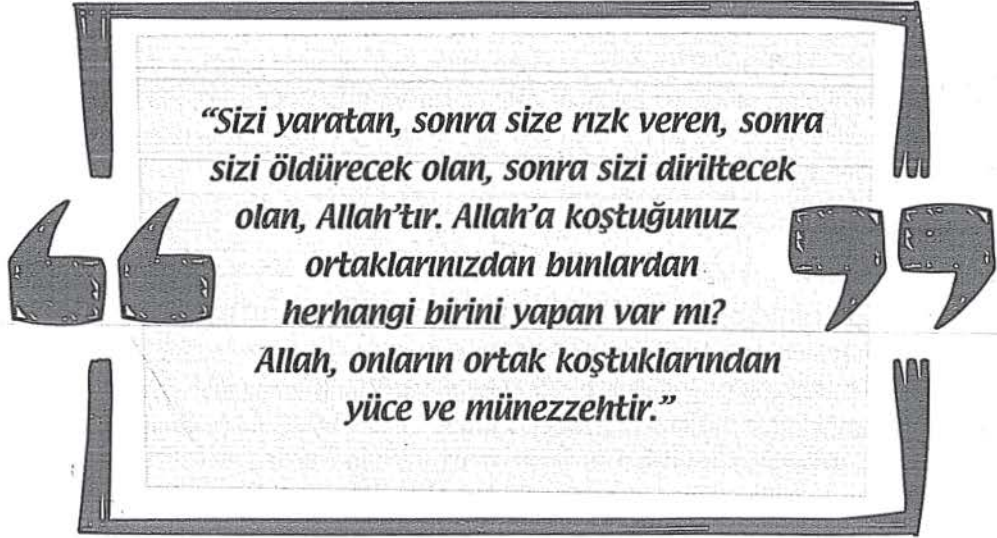 “Sizi yaratan, sonra size rızk veren, sonra
sizi öldürecek olan, sonra sizi diriltecek
olan, Allah’tır. Allah’a koştuğunuz
ortaklarınızdan bunlardan
herhangi birini yapan var mı?
Allah, onların ortak koştuklarından
yüce ve münezzehtir.”